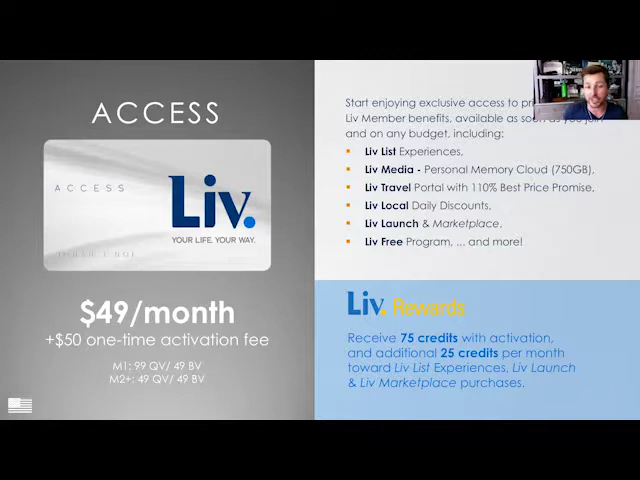 ACCESS
ACCESS
Liv.
YOUR LIFE. YOUR WAY.
$49/month
+$50 one-time activation fee
M1: 99 QV/ 49 BV
M2+: 49 QV/ 49 BV
Start enjoying exclusive access to
Liv Member benefits, available as soon as you join
and on any budget, including:
Liv List Experiences,
Liv Media - Personal Memory Cloud (750GB),
Liv Travel Portal with 110% Best Price Promise,
Liv Local Daily Discounts,
Liv Launch & Marketplace,
Liv Free Program, ... and more!
Liv. Rewards
Receive 75 credits with activation,
and additional 25 credits per month
toward Liv List Experiences, Liv Launch
& Liv Marketplace purchases.